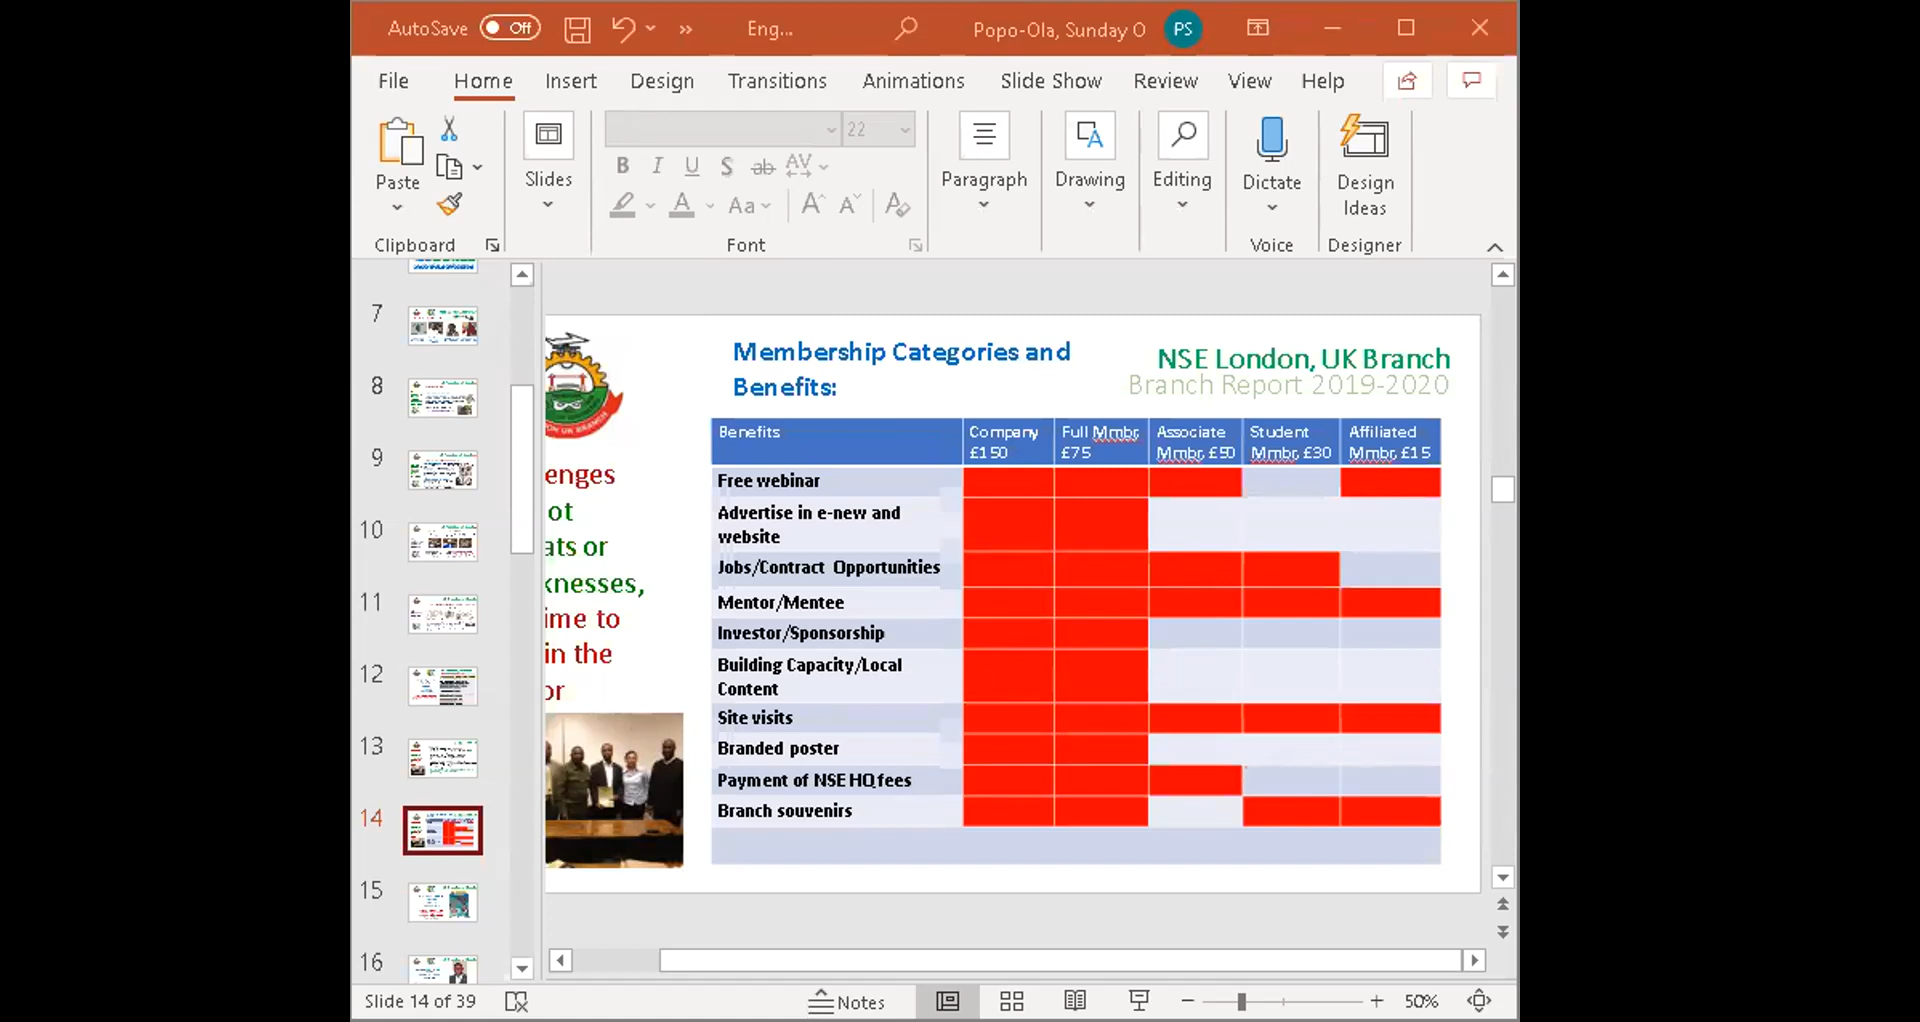 AutoSave Off Eng... Popo-Ola, Sunday O PS
File Home Insert Design Transitions Animations Slide Show Review View Help
Paste
Slides
22
B I U S ab AV
A Aa A A A
Paragraph
Drawing
Editing
Dictate
Design
Ideas
Clipboard Font Voice Designer
7
8
9
10
11
12
13
14
15
16
enges
ot
ats or
knesses,
ime to
in the
or
Membership Categories and
Benefits:
NSE London, UK Branch
Branch Report 2019-2020
Benefits
Company
£150
Full Mmbr,
£75
Associate
Mmbr, £50
Student
Mmbr, £30
Affiliated
Mmbr, £15
Free webinar
Advertise in e-new and
website
Jobs/Contract Opportunities
Mentor/Mentee
Investor/Sponsorship
Building Capacity/Local
Content
Site visits
Branded poster
Payment of NSE HQ fees
Branch souvenirs
Slide 14 of 39 Notes 50%